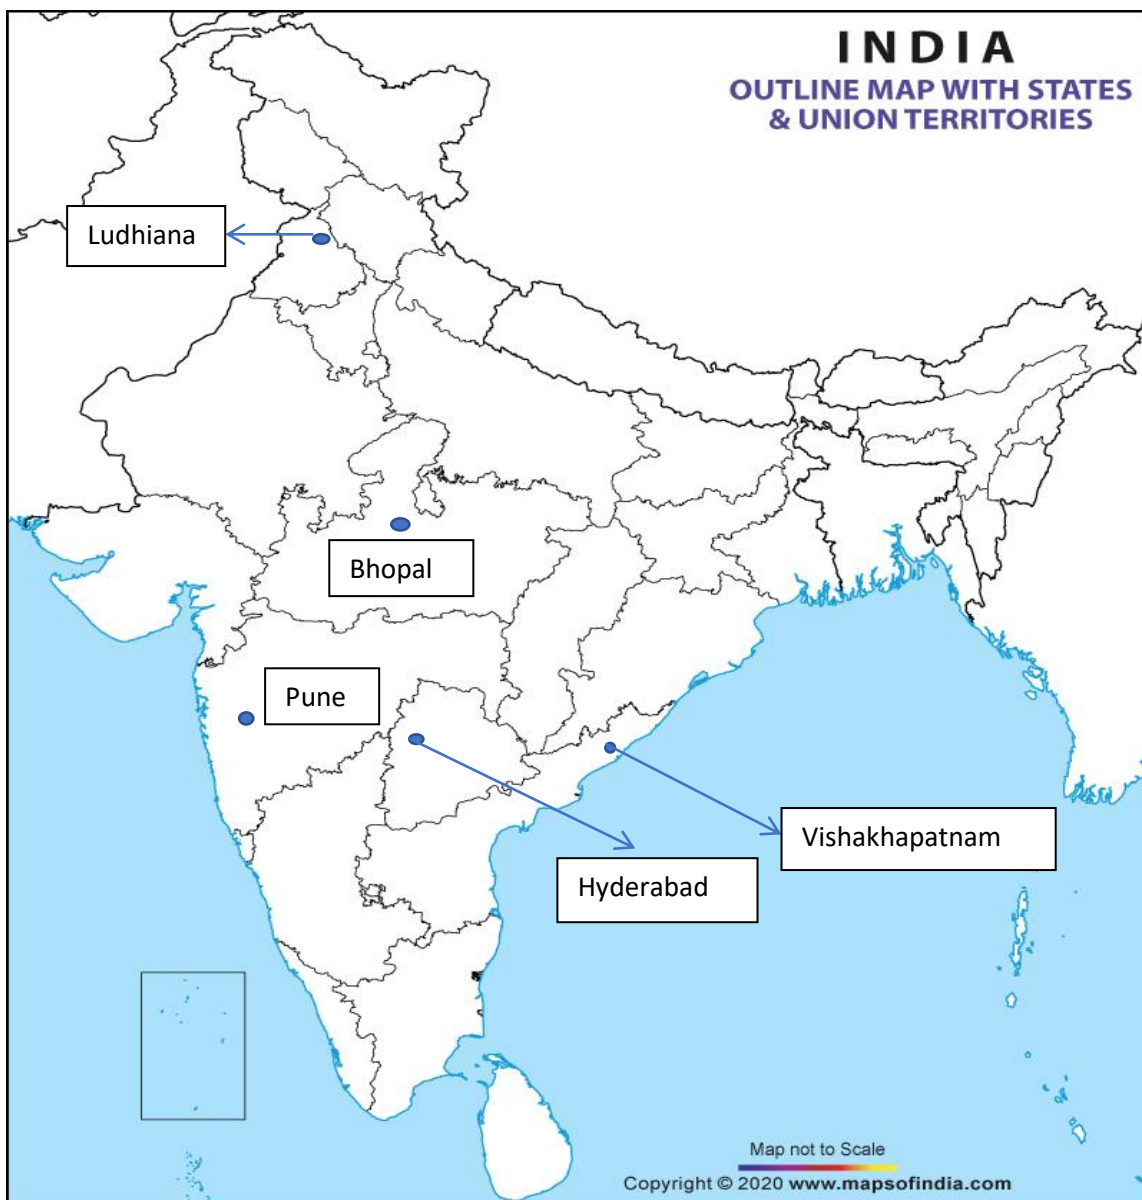 INDIA
OUTLINE MAP WITH STATES
& UNION TERRITORIES
Ludhiana
Bhopal
Pune
Vishakhapatnam
Hyderabad
Map not to Scale
Copyright © 2020 www.mapsofindia.com